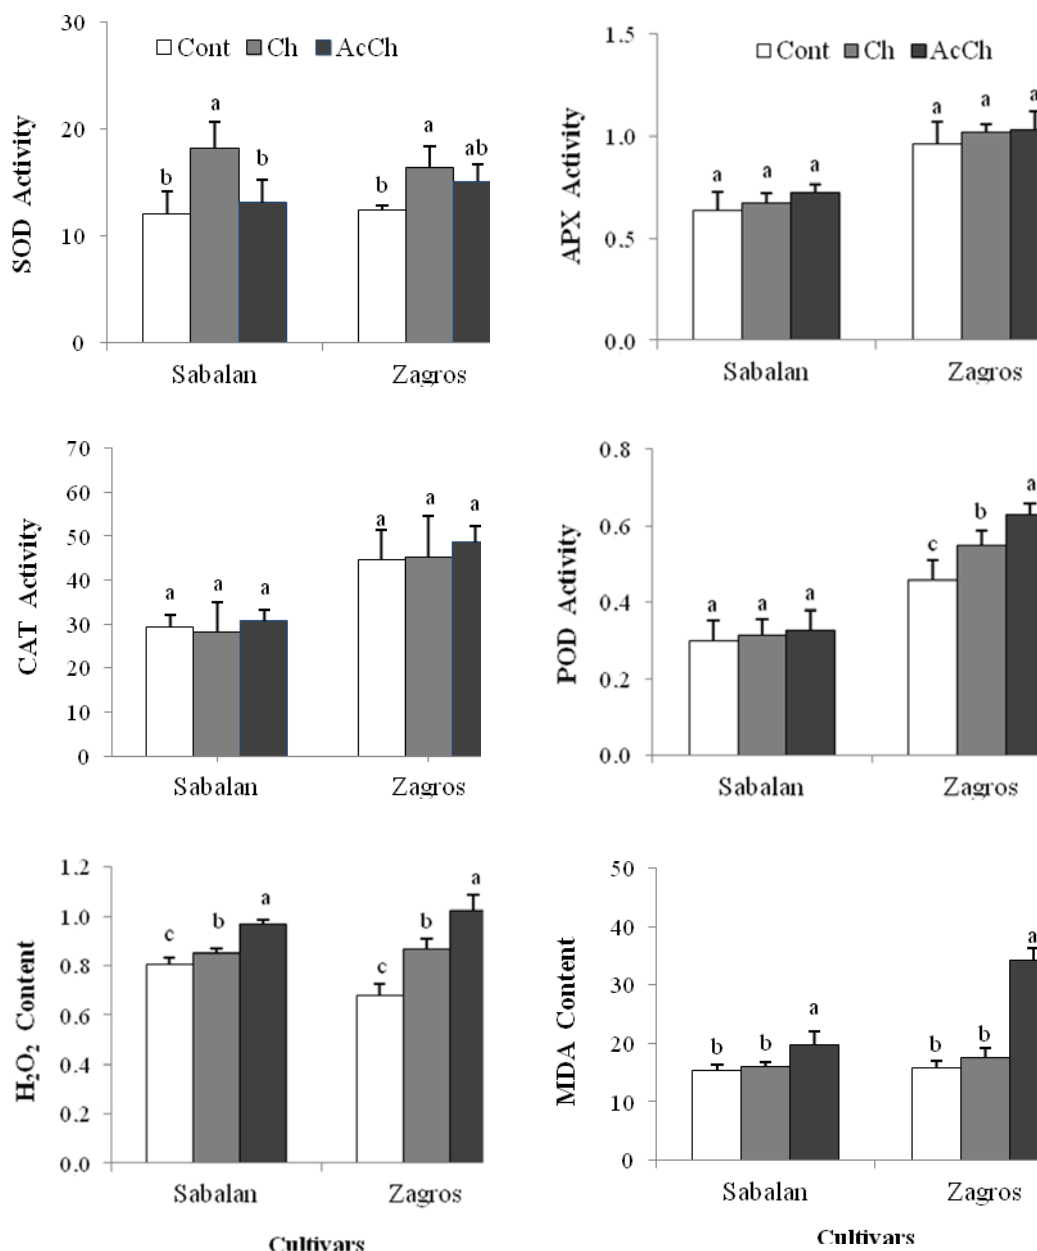 30
20
10
0
SOD Activity
Cont Ch AcCh
b a b b a ab
Sabalan Zagros
1.5
1.0
0.5
0.0
APX Activity
Cont Ch AcCh
a a a a a a
Sabalan Zagros
70
60
50
40
30
20
10
0
CAT Activity
a a a a a a
Sabalan Zagros
0.8
0.6
0.4
0.2
0.0
POD Activity
a a a c b a
Sabalan Zagros
1.2
1.0
0.8
0.6
0.4
0.2
0.0
H₂O₂ Content
c b a c b a
Sabalan Zagros
Cultivars
50
40
30
20
10
0
MDA Content
b b a b b a
Sabalan Zagros
Cultivars